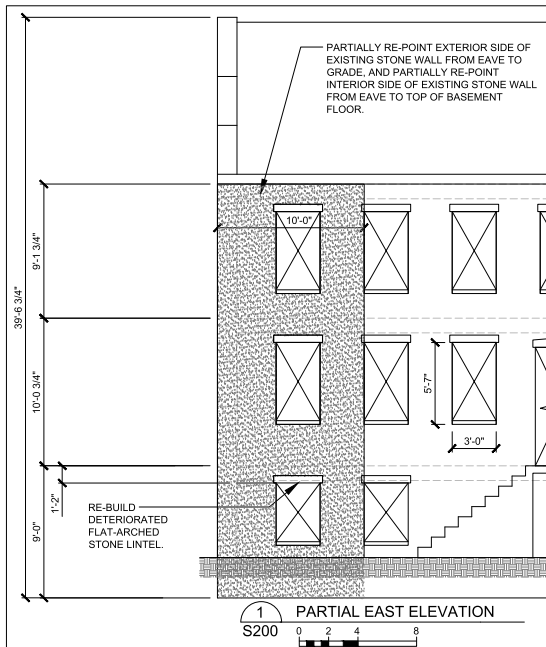 PARTIALLY RE-POINT EXTERIOR SIDE OF
EXISTING STONE WALL FROM EAVE TO
GRADE, AND PARTIALLY RE-POINT
INTERIOR SIDE OF EXISTING STONE WALL
FROM EAVE TO TOP OF BASEMENT
FLOOR.
10'-0"
9'-1 3/4"
39'-6 3/4"
10'-0 3/4"
5'-7"
3'-0"
1'-2"
9'-0"
RE-BUILD
DETERIORATED
FLAT-ARCHED
STONE LINTEL.
1 PARTIAL EAST ELEVATION
S200 0 2 4 8